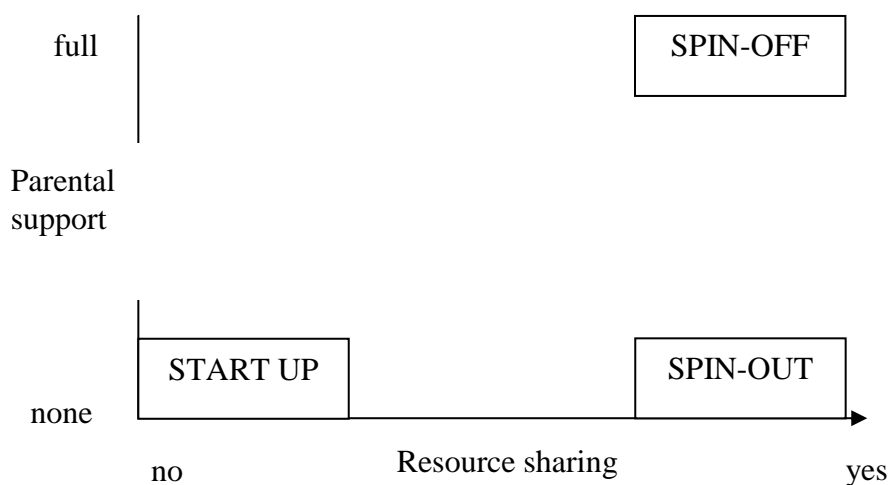 full
SPIN-OFF
Parental
support
START UP
SPIN-OUT
none
no
Resource sharing
yes